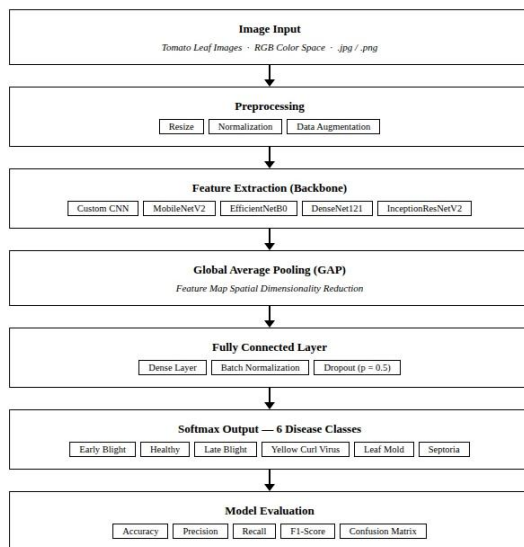 Image Input
Tomato Leaf Images · RGB Color Space · .jpg / .png
Preprocessing
Resize Normalization Data Augmentation
Feature Extraction (Backbone)
Custom CNN MobileNetV2 EfficientNetB0 DenseNet121 InceptionResNetV2
Global Average Pooling (GAP)
Feature Map Spatial Dimensionality Reduction
Fully Connected Layer
Dense Layer Batch Normalization Dropout (p = 0.5)
Softmax Output — 6 Disease Classes
Early Blight Healthy Late Blight Yellow Curl Virus Leaf Mold Septoria
Model Evaluation
Accuracy Precision Recall F1-Score Confusion Matrix